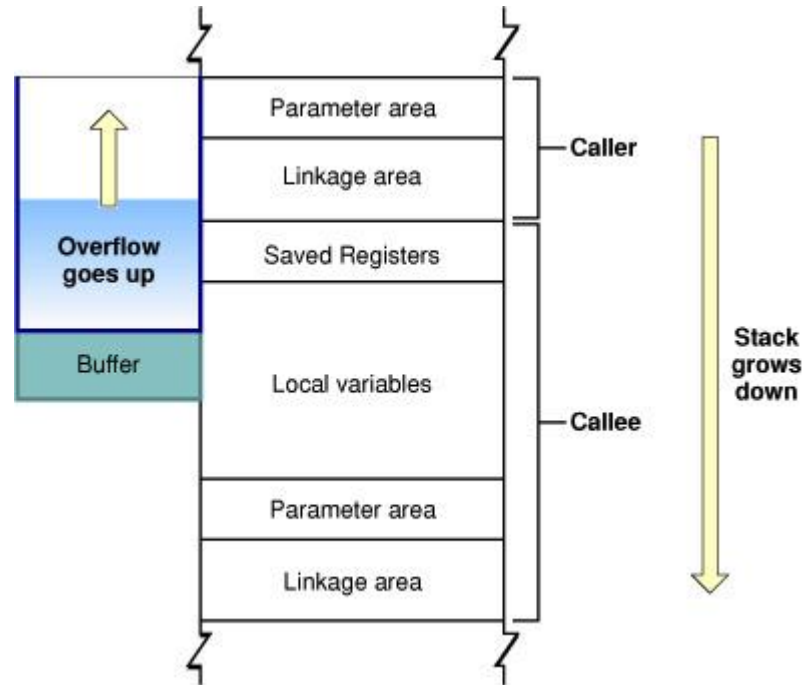 Parameter area
Linkage area
Caller
Overflow
goes up
Saved Registers
Buffer
Local variables
Callee
Stack
grows
down
Parameter area
Linkage area